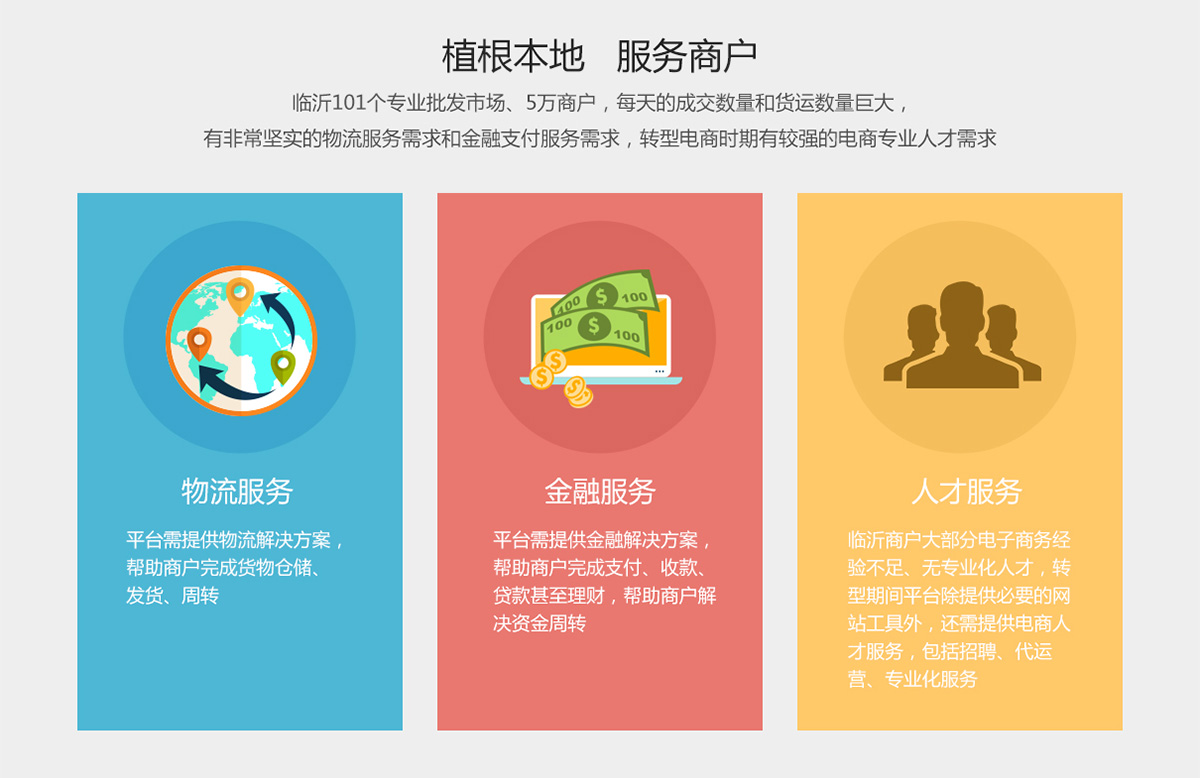 植根本地 服务商户
临沂101个专业批发市场、5万商户，每天的成交数量和货运数量巨大，
有非常坚实的物流服务需求和金融支付服务需求，转型电商时期有较强的电商专业人才需求
100
100
100
100
物流服务
平台需提供物流解决方案，
帮助商户完成货物仓储、
发货、周转
金融服务
平台需提供金融解决方案，
帮助商户完成支付、收款、
贷款甚至理财，帮助商户解
决资金周转
人才服务
临沂商户大部分电子商务经
验不足、无专业化人才，转
型期间平台除提供必要的网
站工具外，还需提供电商人
才服务，包括招聘、代运
营、专业化服务